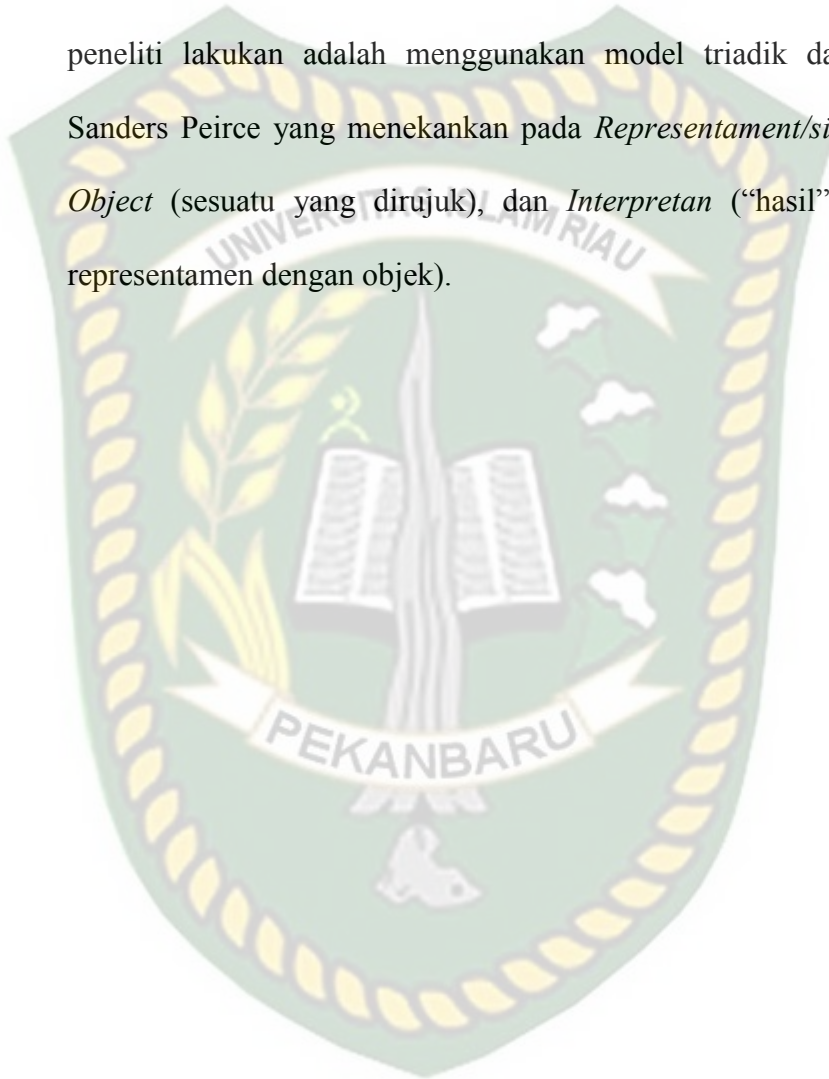 peneliti lakukan adalah menggunakan model triadik da
Sanders Peirce yang menekankan pada Representament/si
Object (sesuatu yang dirujuk), dan Interpretan (“hasil”
representamen dengan objek).
UNIVERSITAS ISLAM RIAU
PEKANBARU